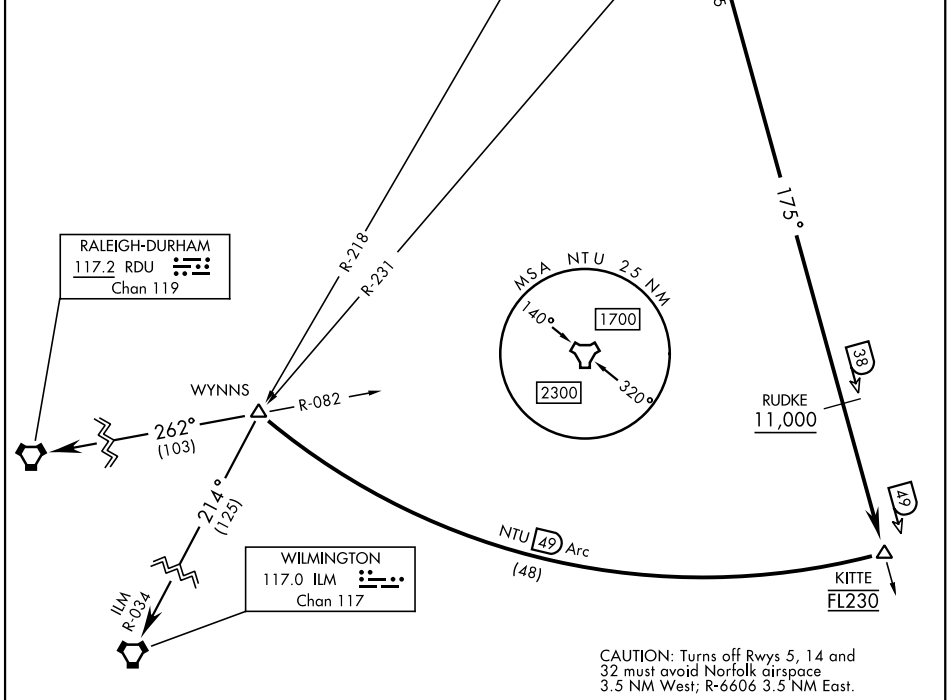 5
175°
R-218
R-231
MSA NTU 25 NM
140°
1700
2300
320°
RALEIGH-DURHAM
117.2 RDU
Chan 119
38
RUDKE
11,000
WYNNS
R-082
262°
(103)
214°
(125)
49
NTU 49 Arc
(48)
KITTE
FL230
WILMINGTON
117.0 ILM
Chan 117
ILM
R-034
CAUTION: Turns off Rwys 5, 14 and
32 must avoid Norfolk airspace
3.5 NM West; R-6606 3.5 NM East.